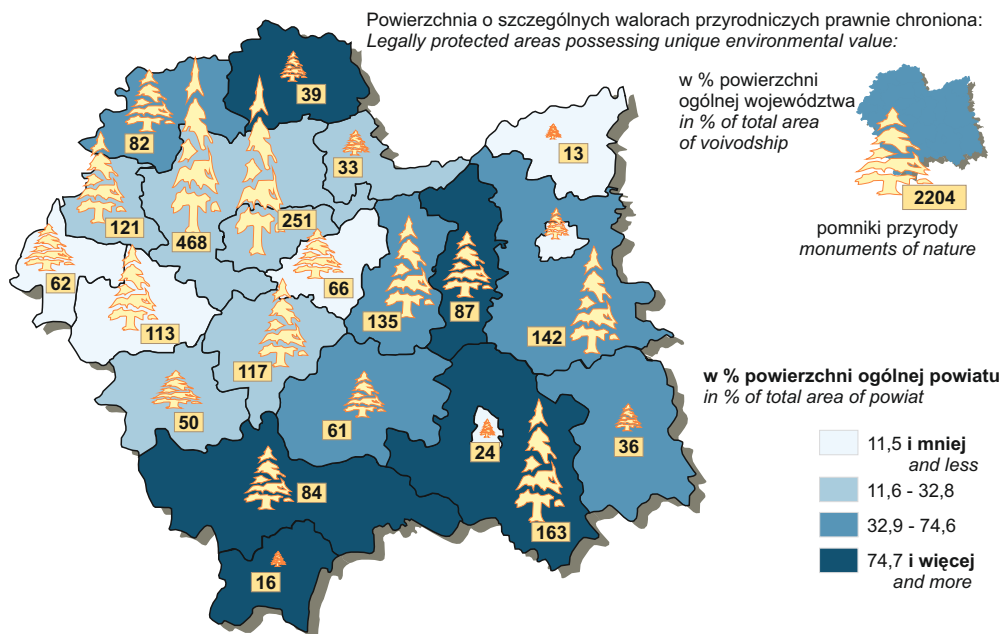 Powierzchnia o szczególnych walorach przyrodniczych prawnie chroniona:
Legally protected areas possessing unique environmental value:
w % powierzchni
ogólnej województwa
in % of total area
of voivodship
2204
pomniki przyrody
monuments of nature
39
82
33
13
121
468
251
62
66
113
135
87
142
117
50
61
24
36
84
163
16
w % powierzchni ogólnej powiatu
in % of total area of powiat
11,5 i mniej
and less
11,6 - 32,8
32,9 - 74,6
74,7 i więcej
and more